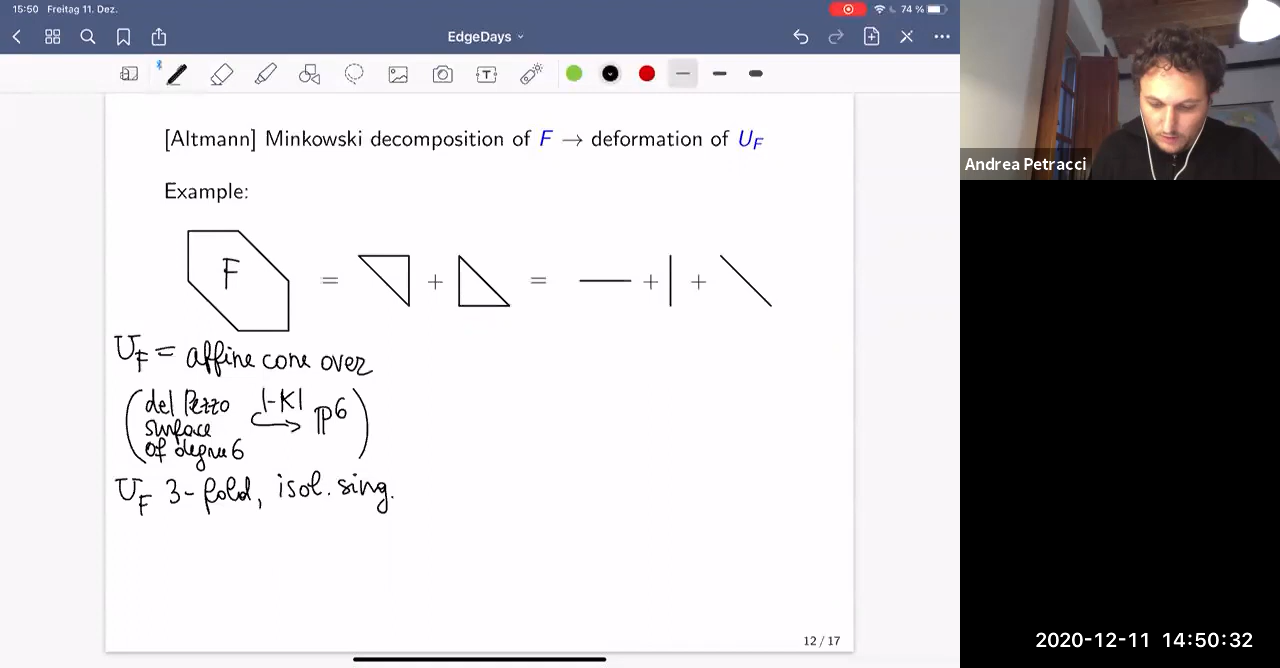 15:50 Freitag 11. Dez.
74 %
EdgeDays
T
[Altmann] Minkowski decomposition of F → deformation of U_F
Example:
F = + = + +
U_F = affine cone over
(del Pezzo surface of degree 6 |-K| ↪ ℙ^6)
U_F 3-fold, isol. sing.
12 / 17
Andrea Petracci
2020-12-11 14:50:32